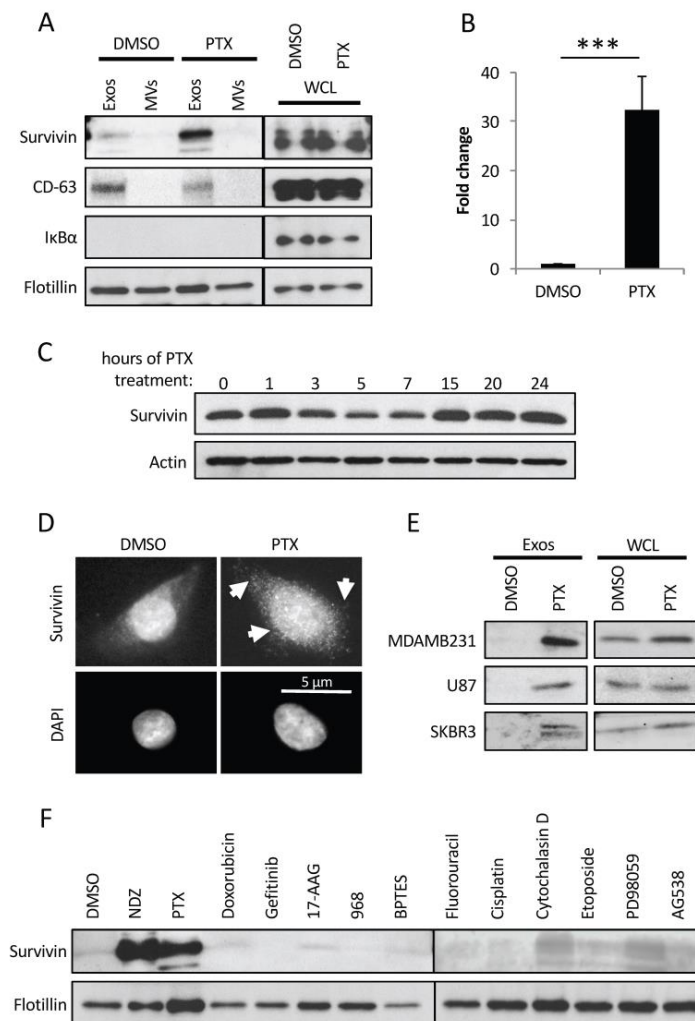 A
DMSO PTX DMSO PTX
Exos MVs Exos MVs WCL
Survivin
CD-63
IκBα
Flotillin
B
***
40
30
20
10
0
Fold change
DMSO PTX
C
hours of PTX
treatment: 0 1 3 5 7 15 20 24
Survivin
Actin
D
DMSO PTX
Survivin
5 μm
DAPI
E
Exos WCL
DMSO PTX DMSO PTX
MDAMB231
U87
SKBR3
F
DMSO NDZ PTX Doxorubicin Gefitinib 17-AAG 968 BPTES Fluorouracil Cisplatin Cytochalasin D Etoposide PD98059 AG538
Survivin
Flotillin